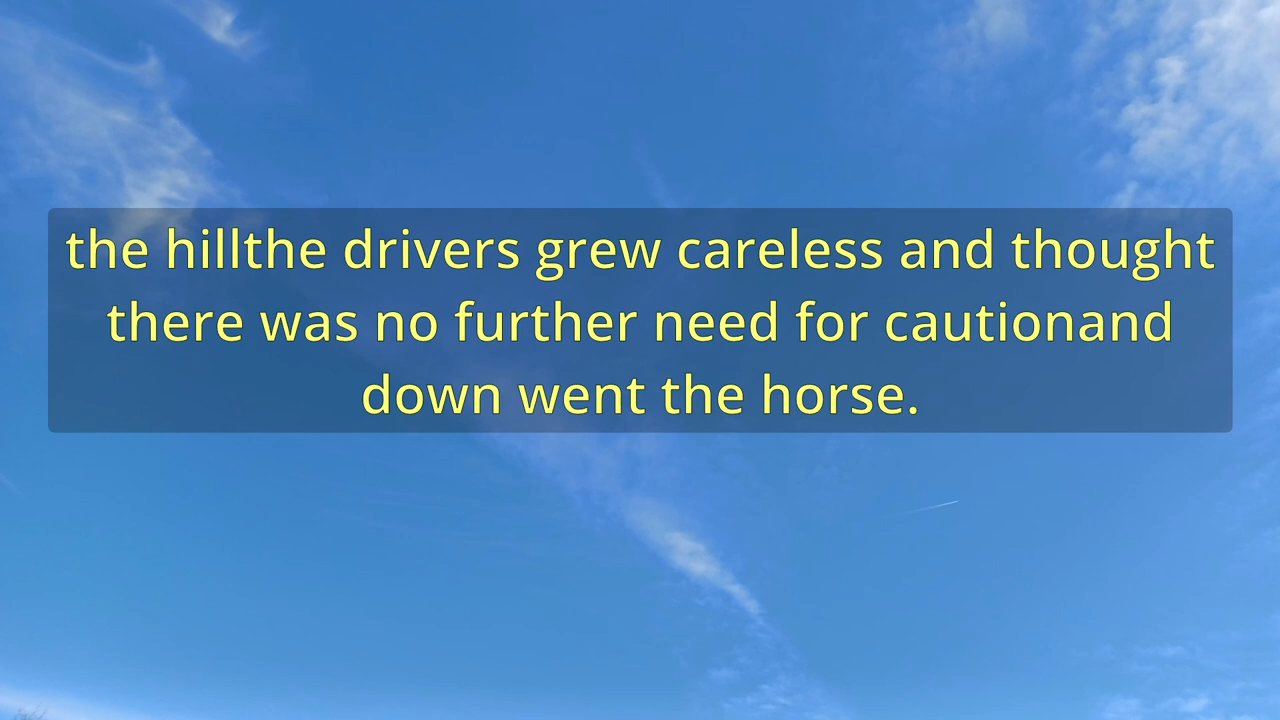 the hillthe drivers grew careless and thought
there was no further need for cautionand
down went the horse.